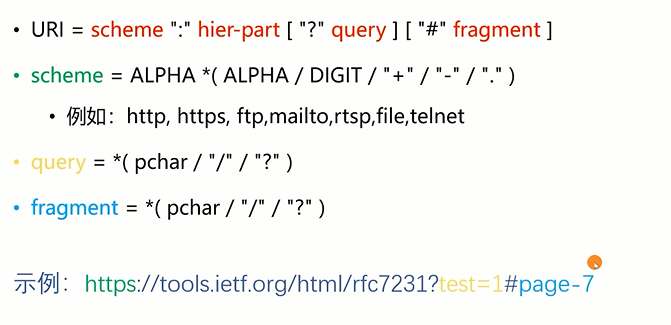 • URI = scheme ":" hier-part [ "?" query ] [ "#" fragment ]
• scheme = ALPHA *( ALPHA / DIGIT / "+" / "-" / "." )
• 例如：http, https, ftp,mailto,rtsp,file,telnet
• query = *( pchar / "/" / "?" )
• fragment = *( pchar / "/" / "?" )
示例：https://tools.ietf.org/html/rfc7231?test=1#page-7